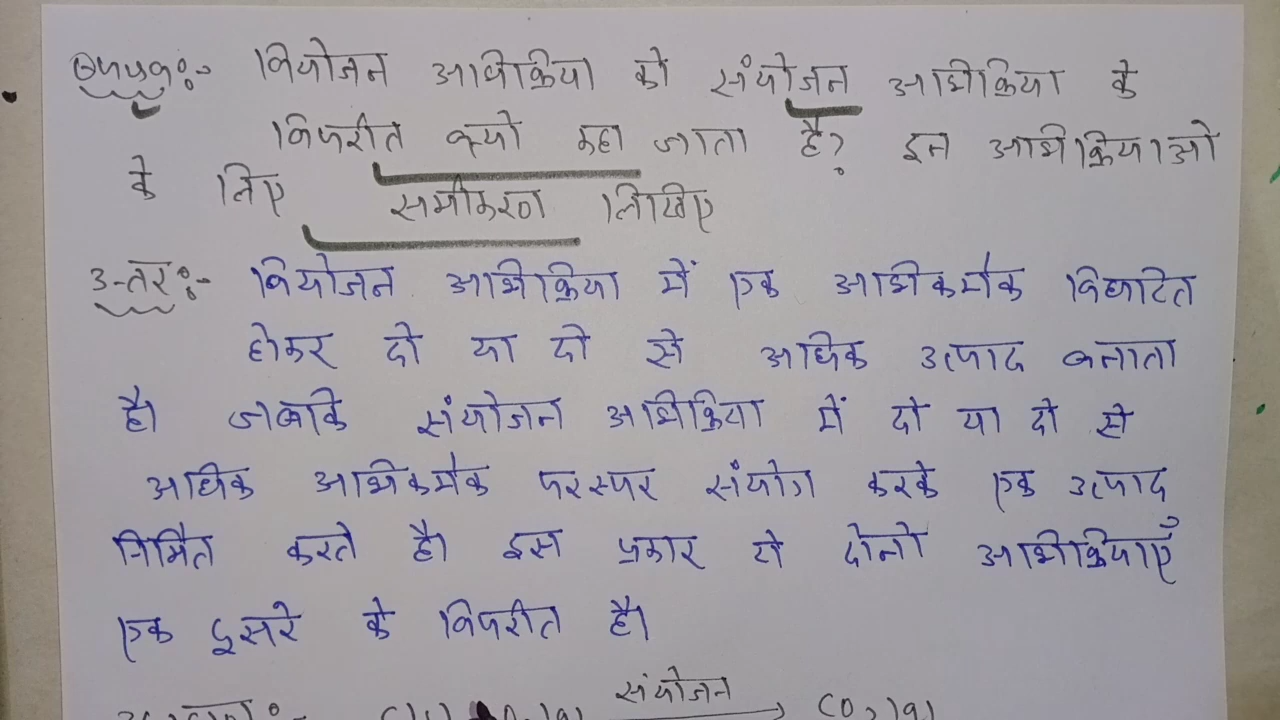 प्रश्न:- वियोजन अभिक्रिया को संयोजन अभिक्रिया के
विपरीत क्यो कहा जाता है? इन अभिक्रियाओ
के लिए समीकरण लिखिए
उत्तर:- वियोजन अभिक्रिया में एक अभिकर्मक विघटित
होकर दो या दो से अधिक उत्पाद बनाता
है। जबकि संयोजन अभिक्रिया में दो या दो से
अधिक अभिकर्मक परस्पर संयोग करके एक उत्पाद
निर्मित करते है। इस प्रकार ये दोनो अभिक्रियाएँ
एक दूसरे के विपरीत है।
संयोजन